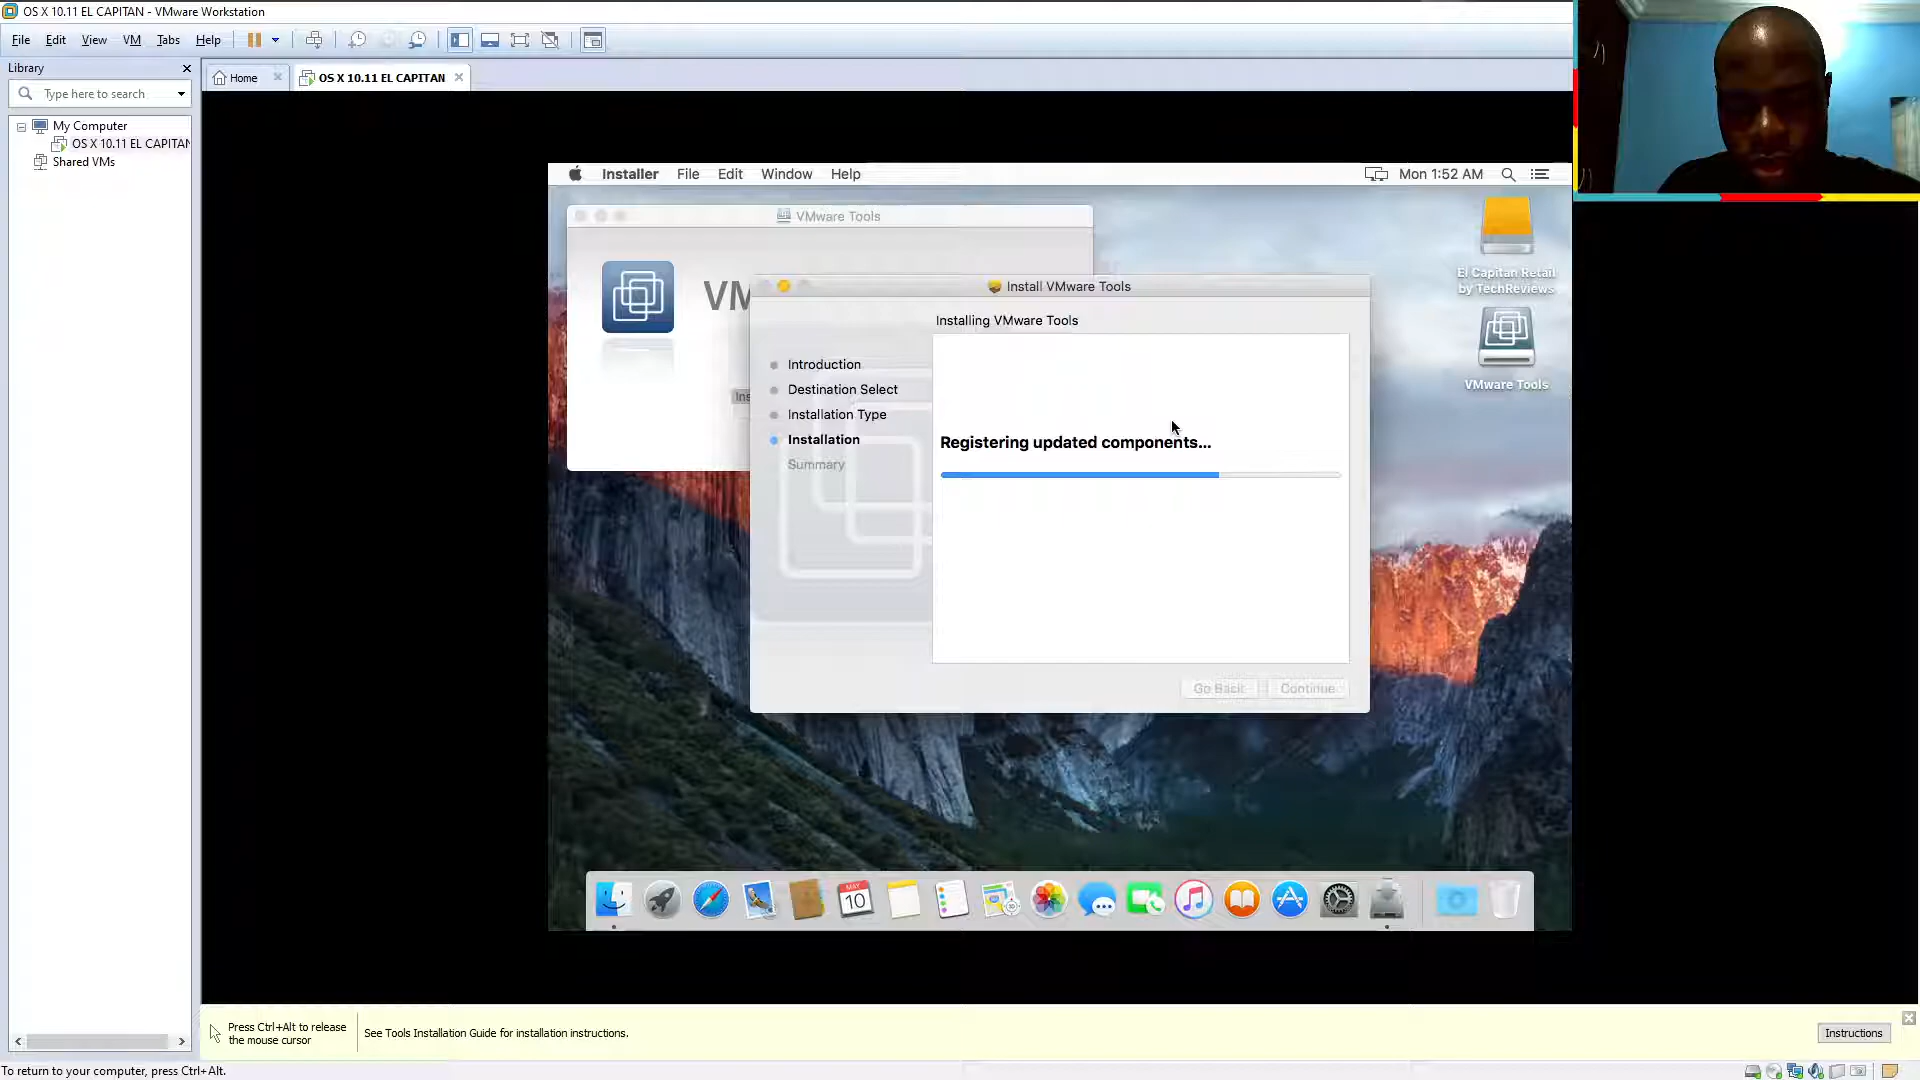 OS X 10.11 EL CAPITAN - VMware Workstation
File Edit View VM Tabs Help
Library
Home
OS X 10.11 EL CAPITAN
Type here to search
My Computer
OS X 10.11 EL CAPITAN
Shared VMs
Installer File Edit Window Help
Mon 1:52 AM
VMware Tools
VM
Ins
Install VMware Tools
Installing VMware Tools
Introduction
Destination Select
Installation Type
Installation
Summary
Registering updated components...
Go Back
Continue
El Capitan Retail
by TechReviews
VMware Tools
MAY
10
Press Ctrl+Alt to release
the mouse cursor
See Tools Installation Guide for installation instructions.
Instructions
To return to your computer, press Ctrl+Alt.